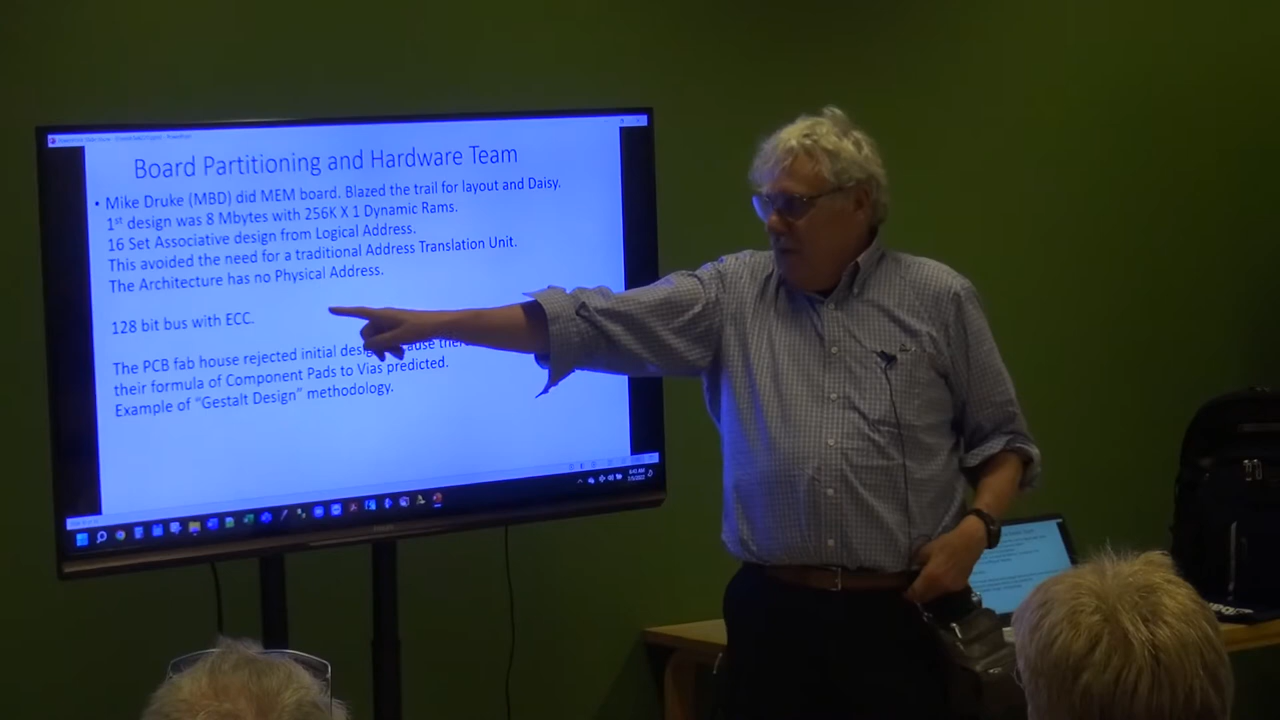 Board Partitioning and Hardware Team
• Mike Druke (MBD) did MEM board. Blazed the trail for layout and Daisy.
1st design was 8 Mbytes with 256K X 1 Dynamic Rams.
16 Set Associative design from Logical Address.
This avoided the need for a traditional Address Translation Unit.
The Architecture has no Physical Address.
128 bit bus with ECC.
The PCB fab house rejected initial
their formula of Component Pads to Vias predicted.
Example of “Gestalt Design” methodology.
6:41 AM